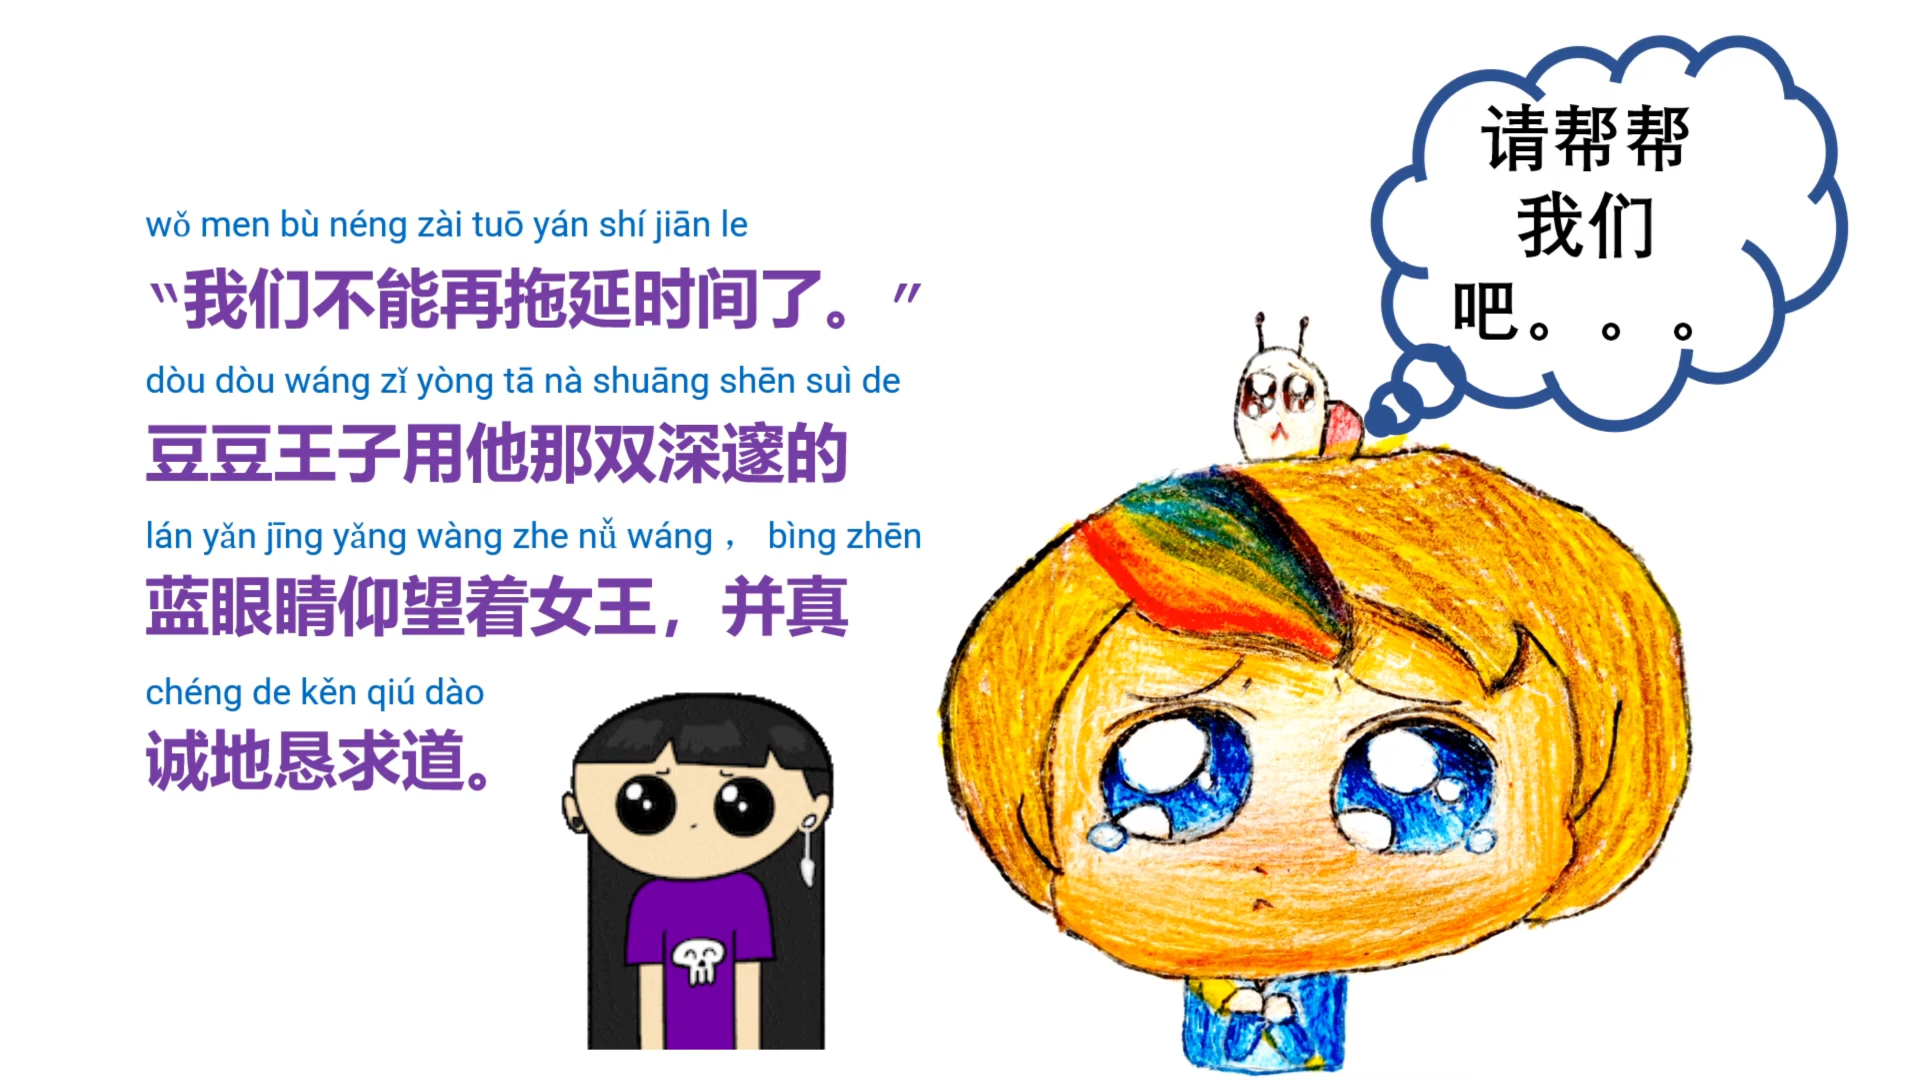 wǒ men bù néng zài tuō yán shí jiān le
“我们不能再拖延时间了。”
dòu dòu wáng zǐ yòng tā nà shuāng shēn suì de
豆豆王子用他那双深邃的
lán yǎn jīng yǎng wàng zhe nǚ wáng ， bìng zhēn
蓝眼睛仰望着女王，并真
chéng de kěn qiú dào
诚地恳求道。
请帮帮
我们
吧。。。